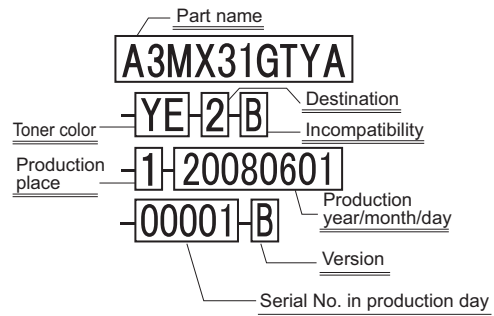 Part name
A3MX31GTYA
Destination
-YE-2-B
Toner color
Incompatibility
Production
place
-1-20080601
Production
year/month/day
-00001-B
Version
Serial No. in production day